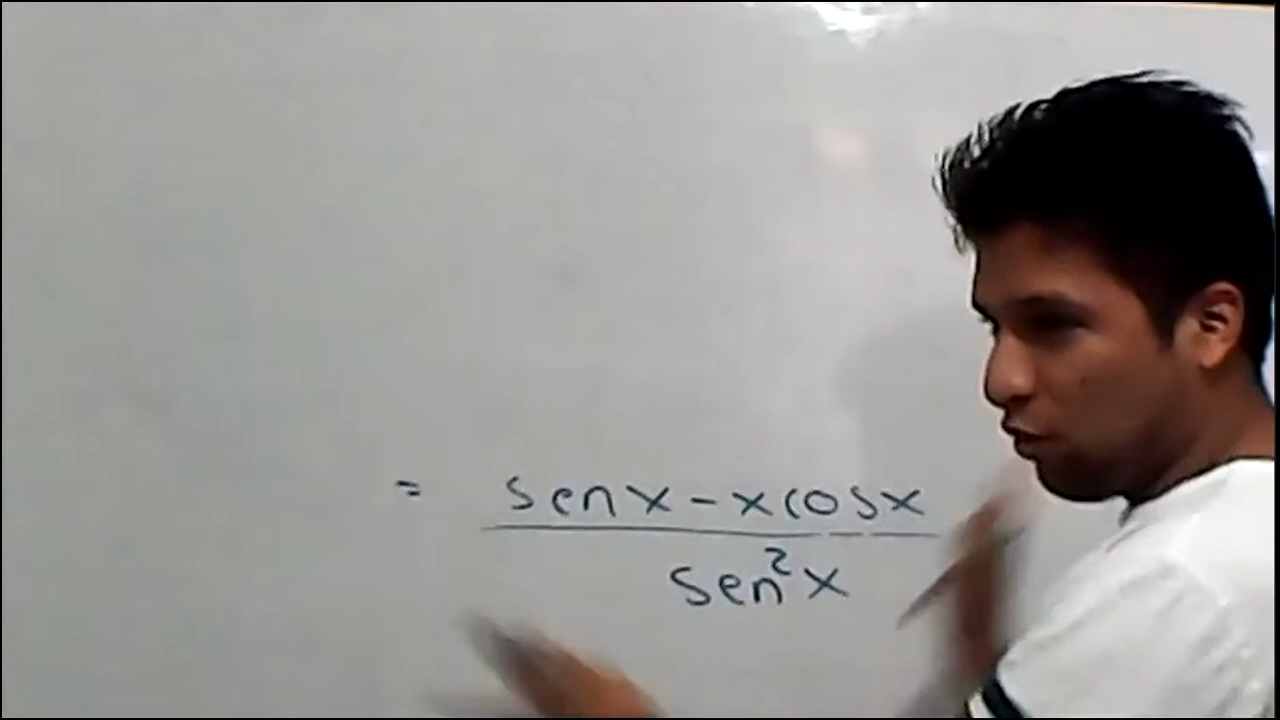 = senx - xcosx
sen²x